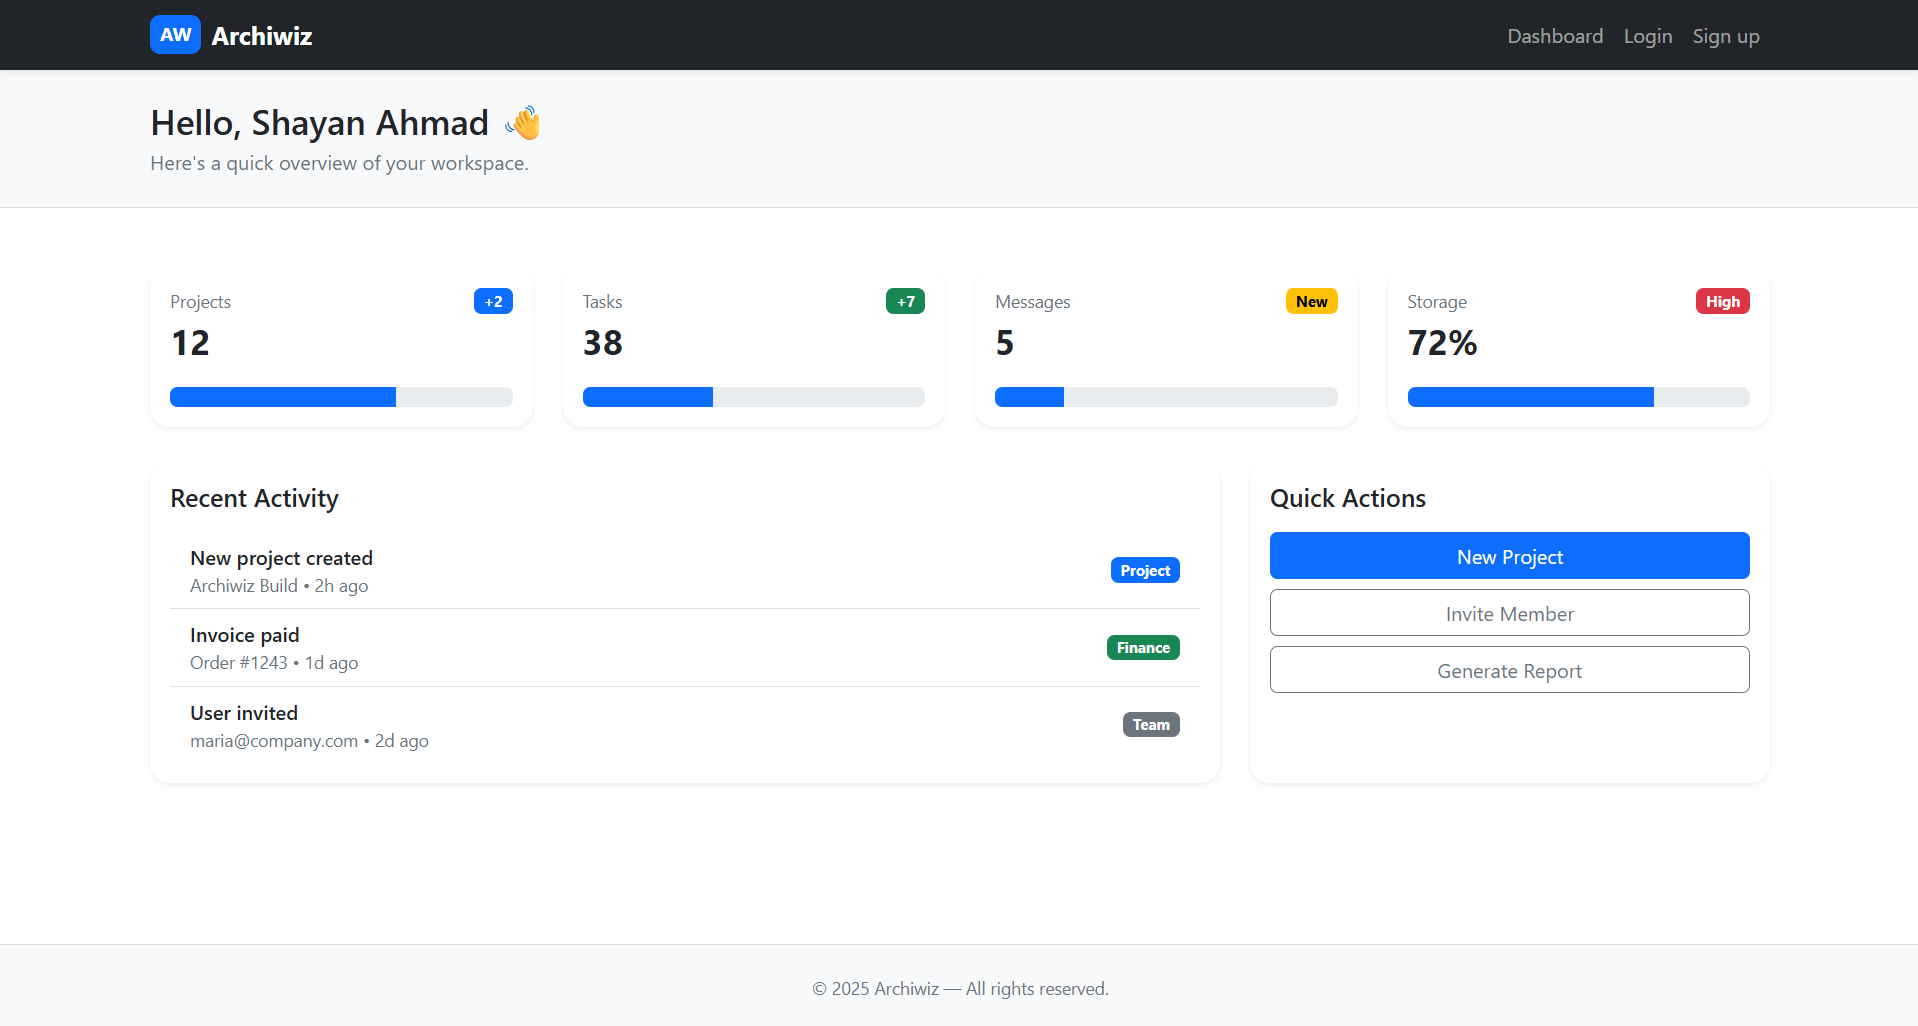 AW Archiwiz Dashboard Login Sign up
Hello, Shayan Ahmad 👋
Here's a quick overview of your workspace.
Projects +2
12
Tasks +7
38
Messages New
5
Storage High
72%
Recent Activity
New project created
Archiwiz Build • 2h ago
Project
Invoice paid
Order #1243 • 1d ago
Finance
User invited
maria@company.com • 2d ago
Team
Quick Actions
New Project
Invite Member
Generate Report
© 2025 Archiwiz — All rights reserved.